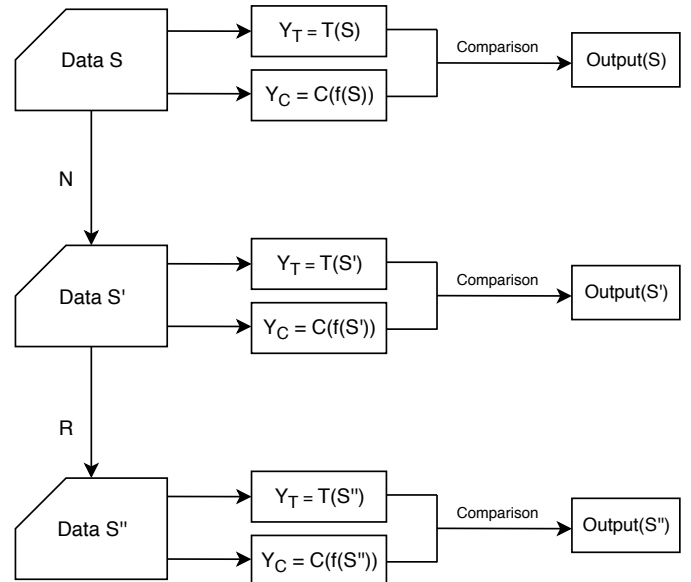 Data S
Y_T = T(S)
Y_C = C(f(S))
Comparison
Output(S)
N
Data S'
Y_T = T(S')
Y_C = C(f(S'))
Comparison
Output(S')
R
Data S''
Y_T = T(S'')
Y_C = C(f(S''))
Comparison
Output(S'')